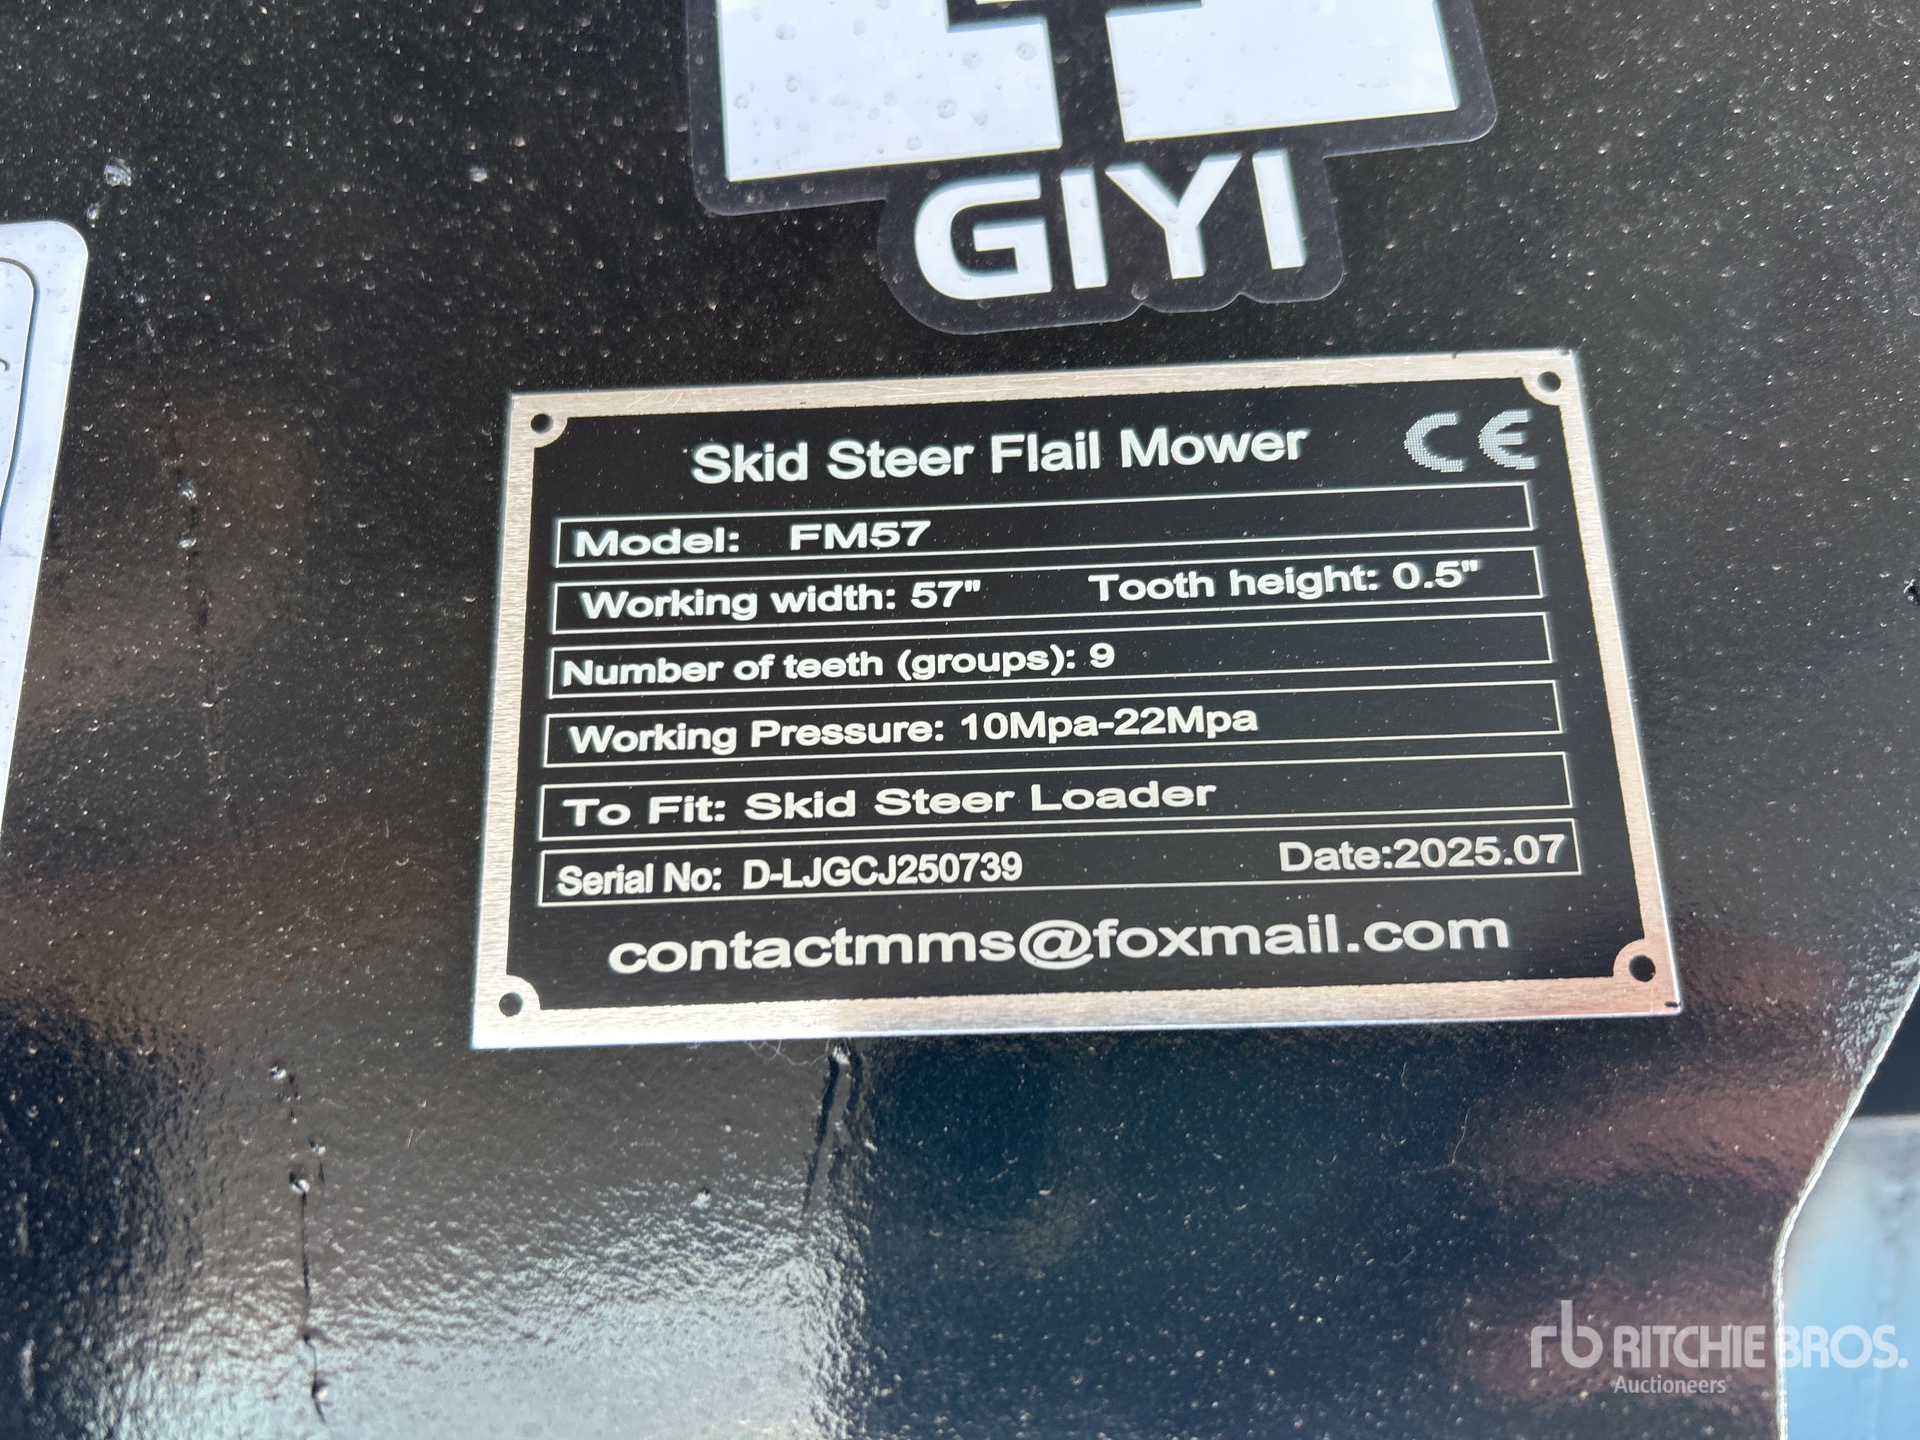 GIYI
Skid Steer Flail Mower CE
Model: FM57
Working width: 57" Tooth height: 0.5"
Number of teeth (groups): 9
Working Pressure: 10Mpa-22Mpa
To Fit: Skid Steer Loader
Serial No: D-LJGCJ250739 Date:2025.07
contactmms@foxmail.com
rb RITCHIE BROS.
Auctioneers